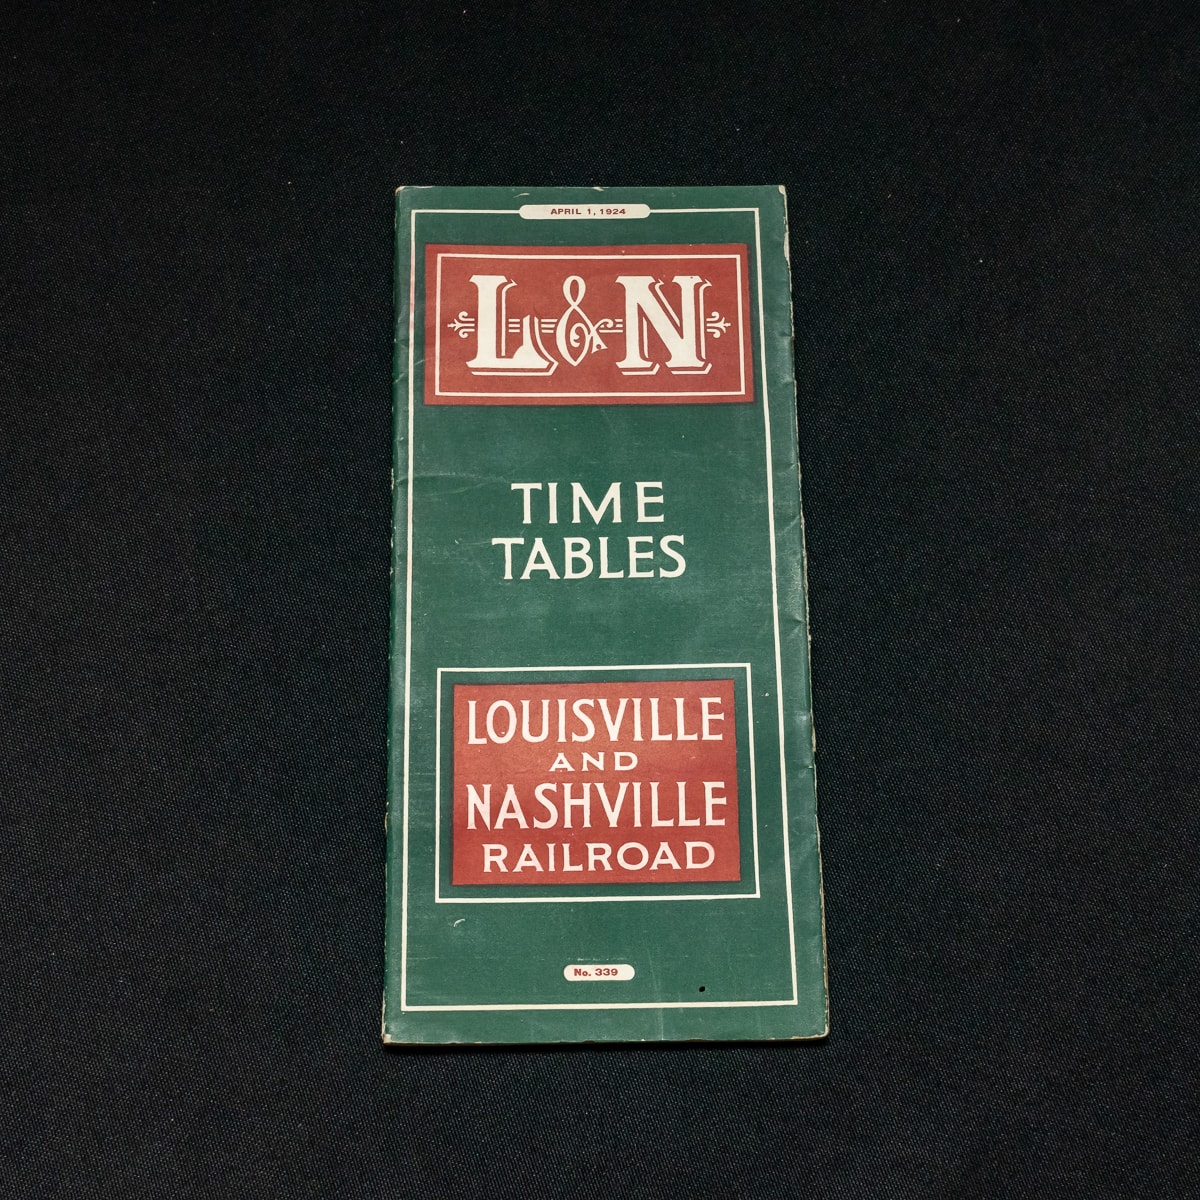 APRIL 1, 1924
L&N
TIME
TABLES
LOUISVILLE
AND
NASHVILLE
RAILROAD
No. 339